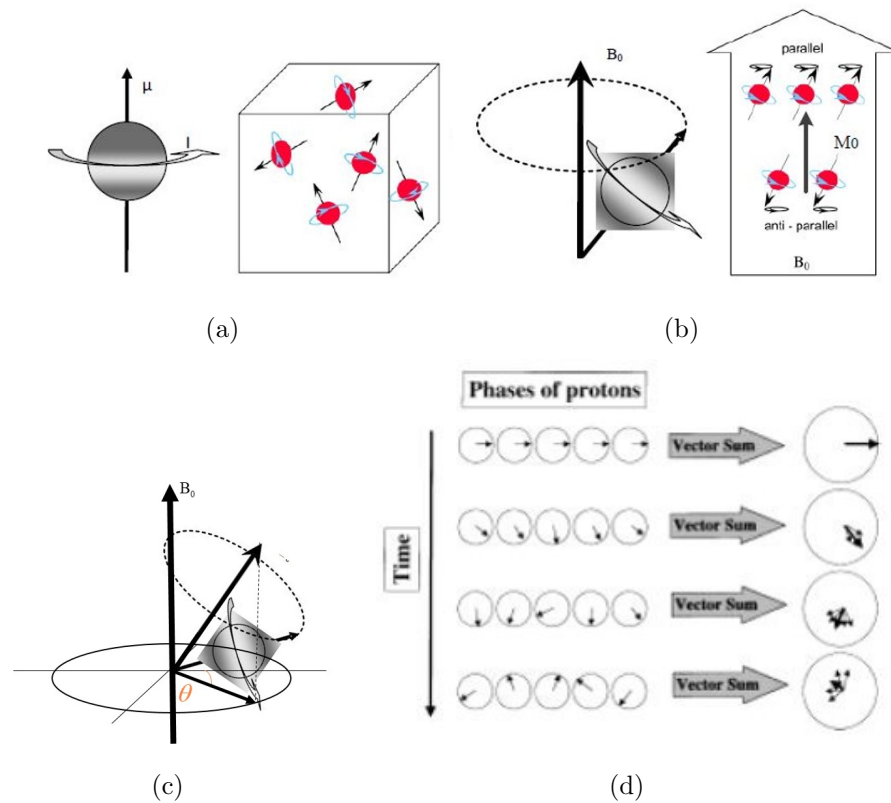 μ
I
(a)
B₀
parallel
M0
anti - parallel
B₀
(b)
B₀
θ
(c)
Phases of protons
Time
Vector Sum
Vector Sum
Vector Sum
Vector Sum
(d)